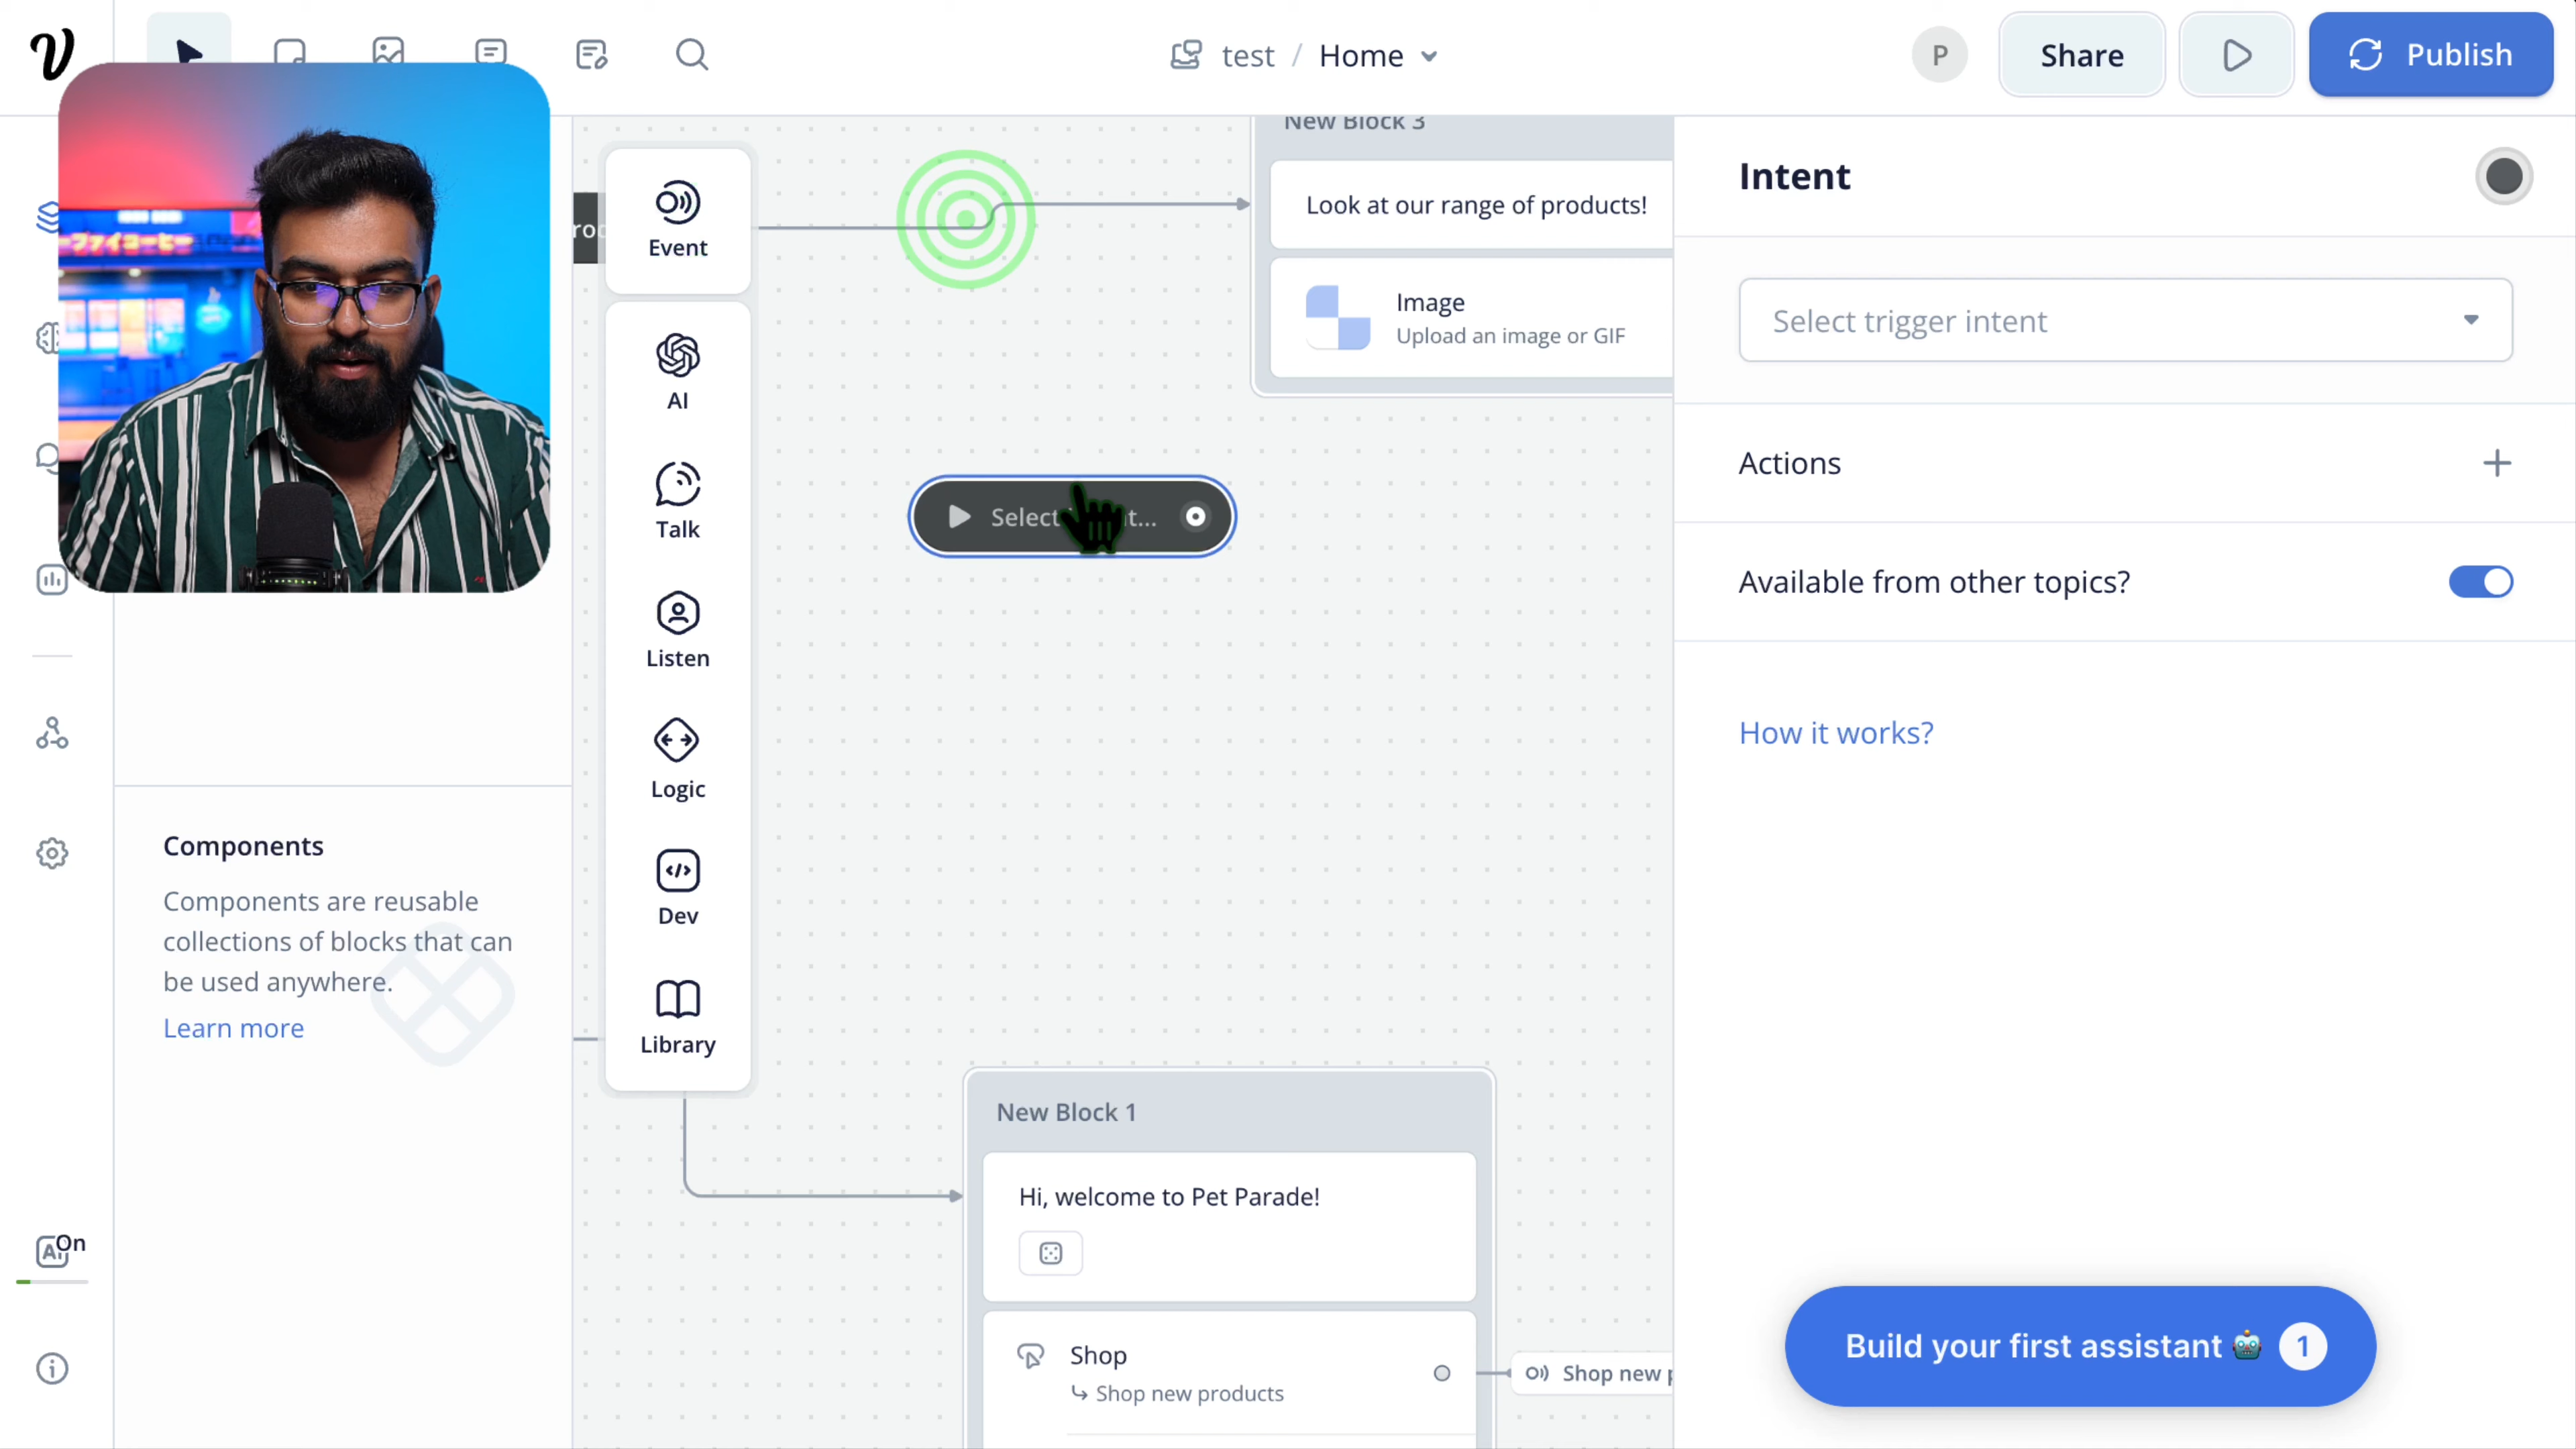 test / Home
P
Share
Publish
Event
AI
Talk
Listen
Logic
Dev
Library
New Block 3
Look at our range of products!
Image
Upload an image or GIF
Select
New Block 1
Hi, welcome to Pet Parade!
Shop
Shop new products
Shop new
Intent
Select trigger intent
Actions
Available from other topics?
How it works?
Components
Components are reusable
collections of blocks that can
be used anywhere.
Learn more
On
Build your first assistant 🤖 1